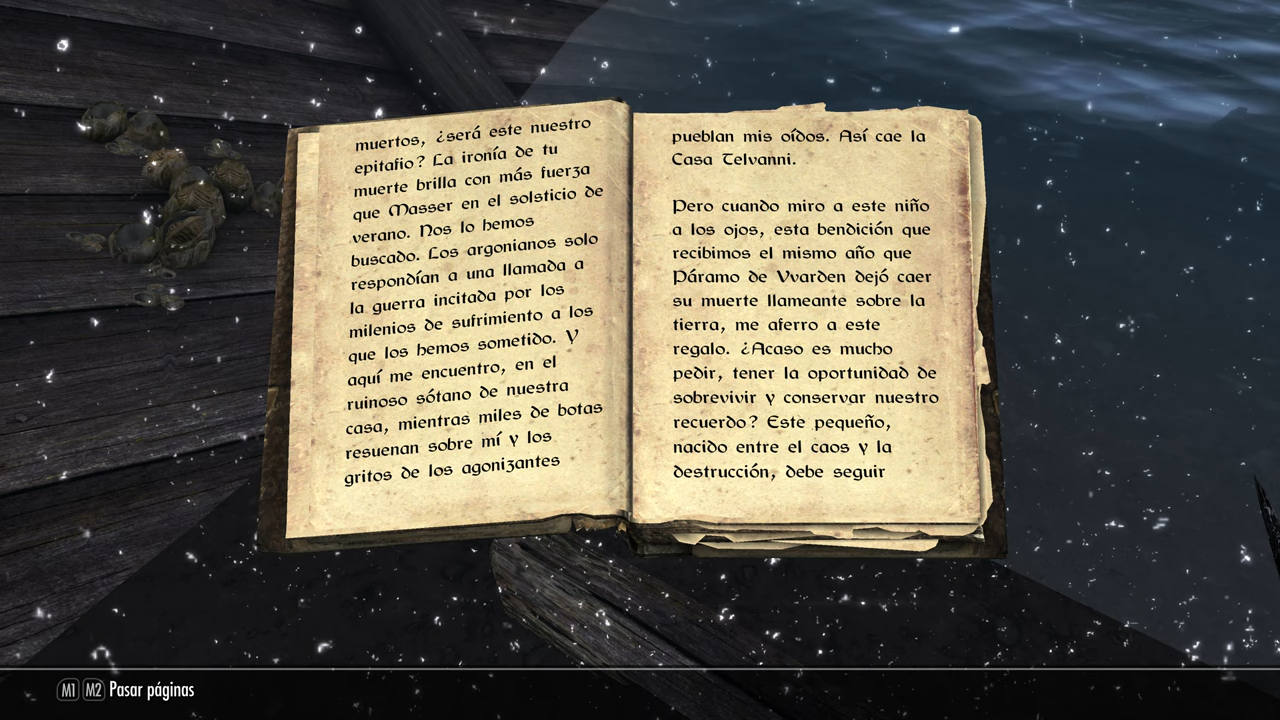 muertos, ¿será este nuestro
epitafio? La ironía de tu
muerte brilla con más fuerza
que Masser en el solsticio de
verano. Nos lo hemos
buscado. Los argonianos solo
respondían a una llamada a
la guerra incitada por los
milenios de sufrimiento a los
que los hemos sometido. Y
aquí me encuentro, en el
ruinoso sótano de nuestra
casa, mientras miles de botas
resuenan sobre mí y los
gritos de los agonizantes
pueblan mis oídos. Así cae la
Casa Telvanni.
Pero cuando miro a este niño
a los ojos, esta bendición que
recibimos el mismo año que
Páramo de Vvarden dejó caer
su muerte llameante sobre la
tierra, me aferro a este
regalo. ¿Acaso es mucho
pedir, tener la oportunidad de
sobrevivir y conservar nuestro
recuerdo? Este pequeño,
nacido entre el caos y la
destrucción, debe seguir
M1 M2 Pasar páginas